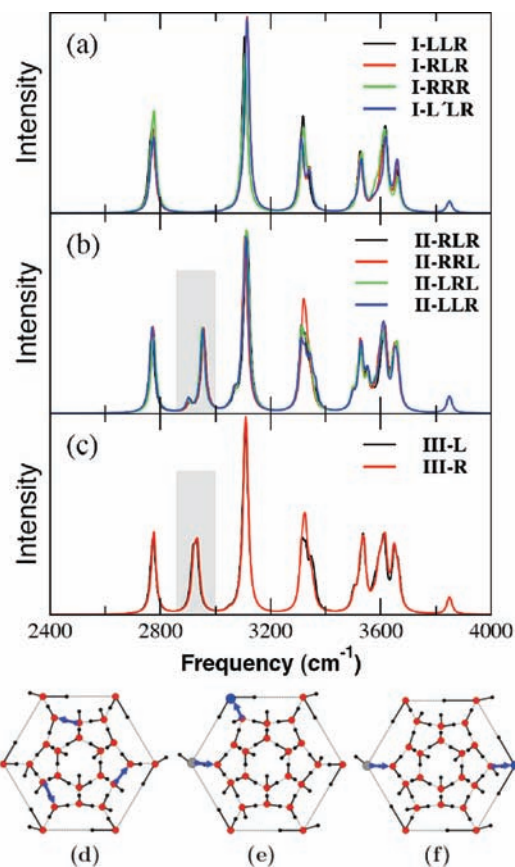 (a)
I-LLR
I-RLR
I-RRR
I-L´LR
Intensity
(b)
II-RLR
II-RRL
II-LRL
II-LLR
Intensity
(c)
III-L
III-R
Intensity
2400 2800 3200 3600 4000
Frequency (cm⁻¹)
(d) (e) (f)